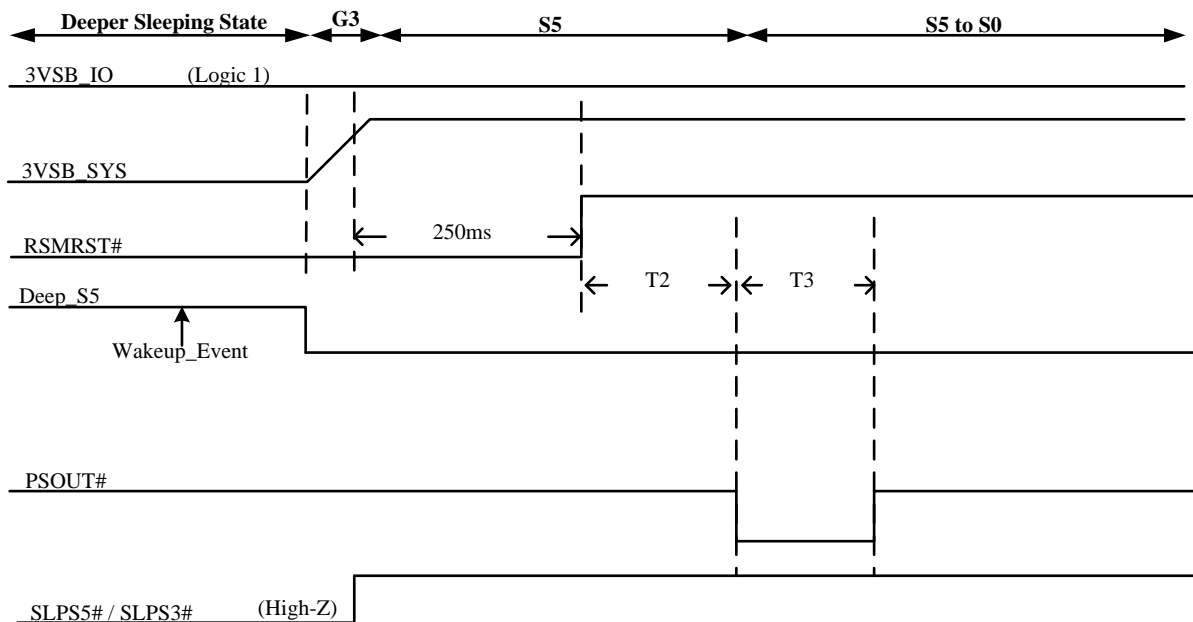 Deeper Sleeping State G3 S5 S5 to S0
3VSB_IO (Logic 1)
3VSB_SYS
250ms
RSMRST#
T2 T3
Deep_S5
Wakeup_Event
PSOUT#
SLPS5# / SLPS3# (High-Z)